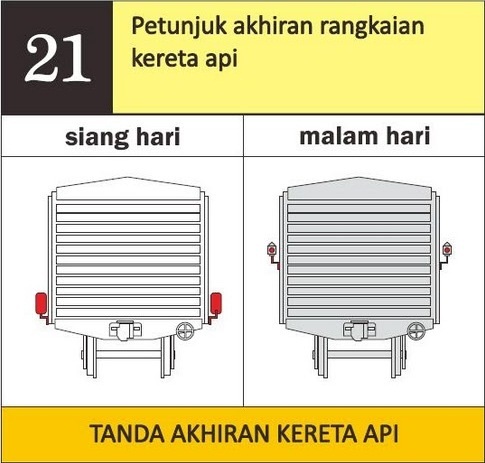 21
Petunjuk akhiran rangkaian
kereta api
siang hari
malam hari
TANDA AKHIRAN KERETA API